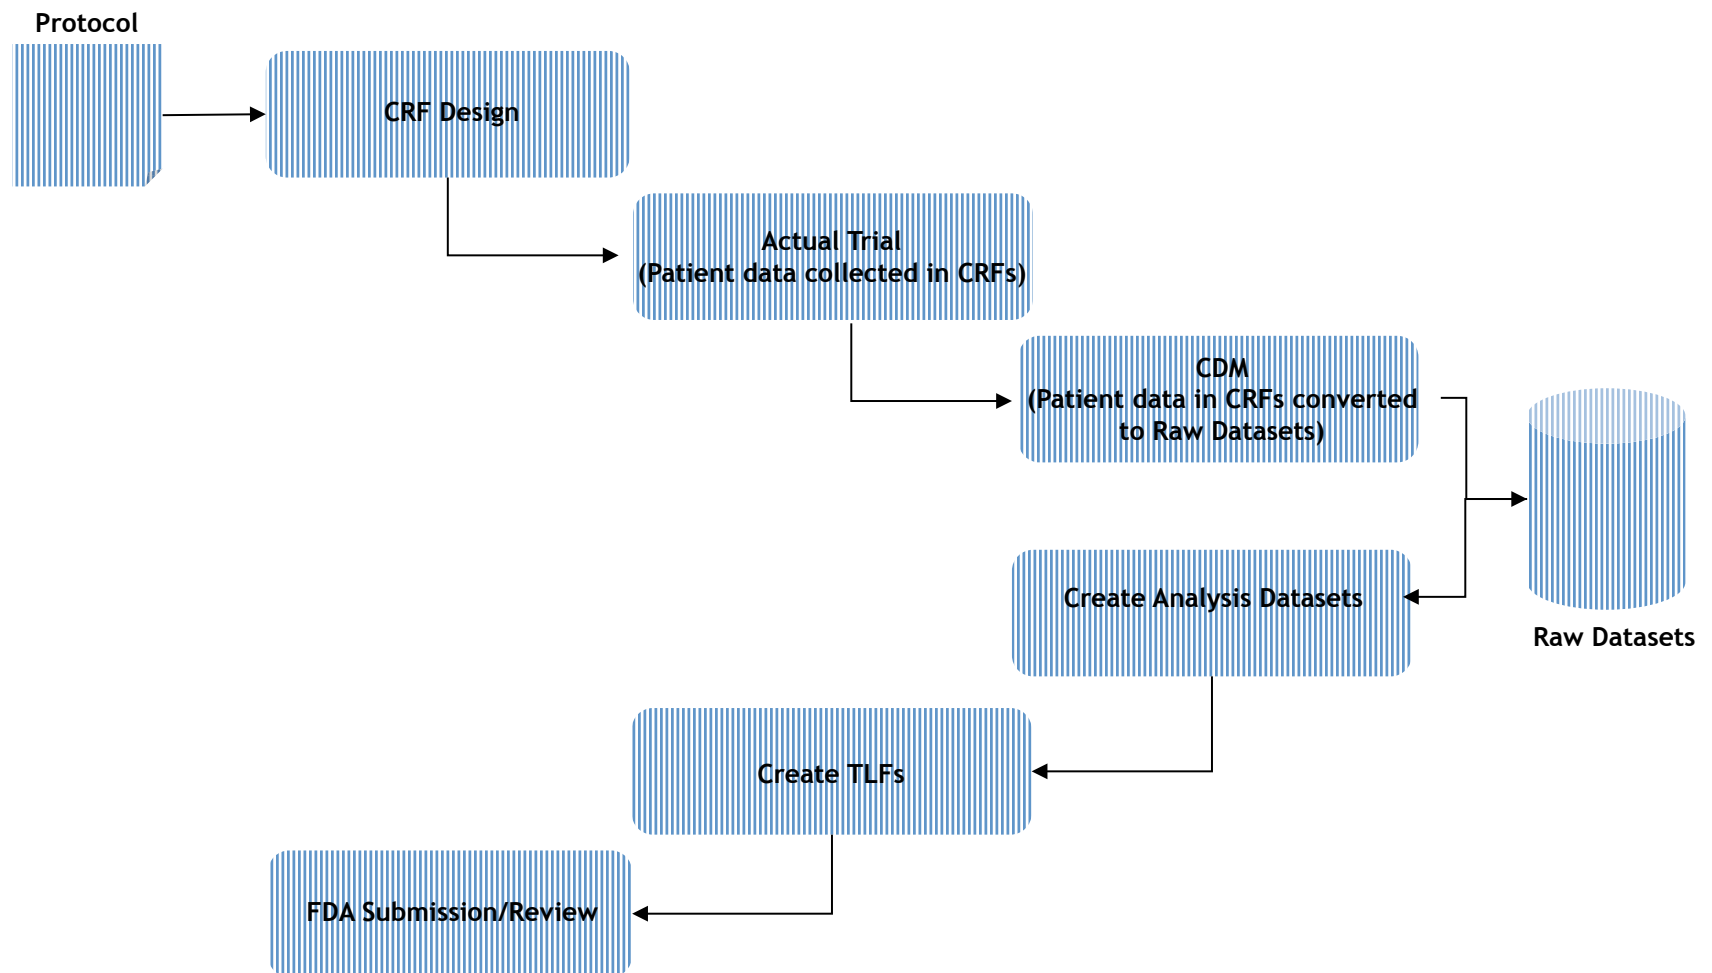 Protocol
CRF Design
Actual Trial
(Patient data collected in CRFs)
CDM
(Patient data in CRFs converted
to Raw Datasets)
Create Analysis Datasets
Raw Datasets
Create TLFs
FDA Submission/Review